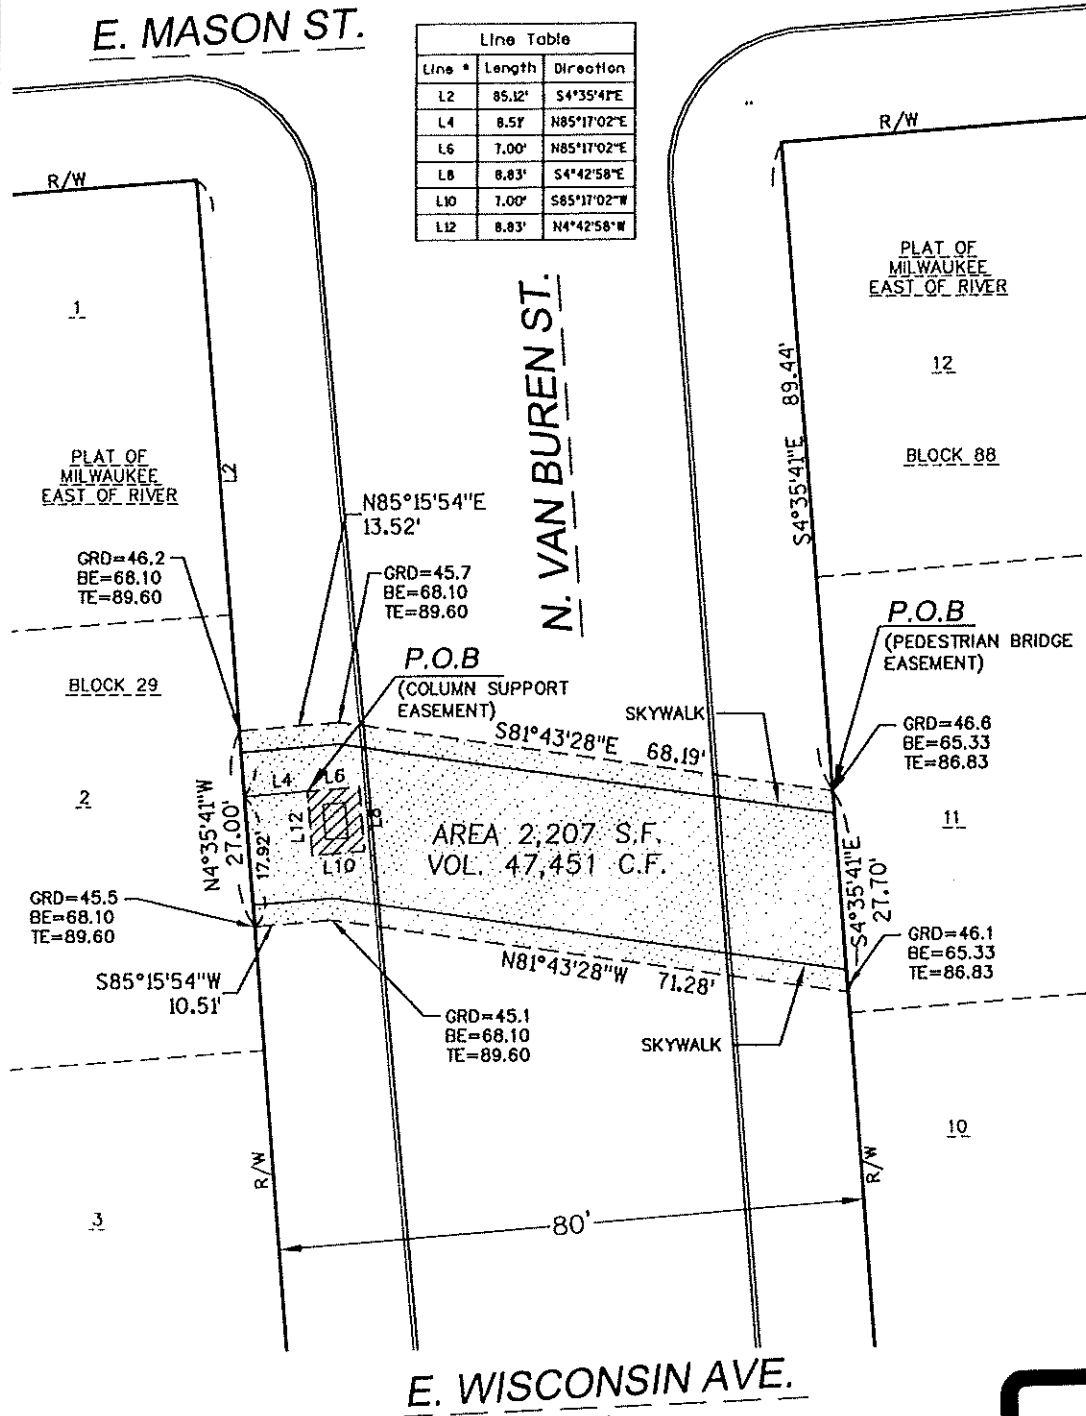 E. MASON ST.
Line Table
Line # Length Direction
L2 85.12' S4°35'41"E
L4 8.51' N85°17'02"E
L6 7.00' N85°17'02"E
L8 8.83' S4°42'58"E
L10 7.00' S85°17'02"W
L12 8.83' N4°42'58"W
R/W
R/W
1
PLAT OF
MILWAUKEE
EAST OF RIVER
12
BLOCK 88
S4°35'41"E 89.44'
N. VAN BUREN ST.
PLAT OF
MILWAUKEE
EAST OF RIVER
L2
N85°15'54"E
13.52'
GRD=46.2
BE=68.10
TE=89.60
GRD=45.7
BE=68.10
TE=89.60
P.O.B
(PEDESTRIAN BRIDGE
EASEMENT)
P.O.B
(COLUMN SUPPORT
EASEMENT)
BLOCK 29
SKYWALK
S81°43'28"E 68.19'
GRD=46.6
BE=65.33
TE=86.83
2
L4 L6
L12
L8
L10
N4°35'41"W
27.00'
17.92'
AREA 2,207 S.F.
VOL. 47,451 C.F.
11
S4°35'41"E
27.70'
GRD=45.5
BE=68.10
TE=89.60
GRD=46.1
BE=65.33
TE=86.83
S85°15'54"W
10.51'
N81°43'28"W 71.28'
GRD=45.1
BE=68.10
TE=89.60
SKYWALK
10
R/W
R/W
3
80'
E. WISCONSIN AVE.